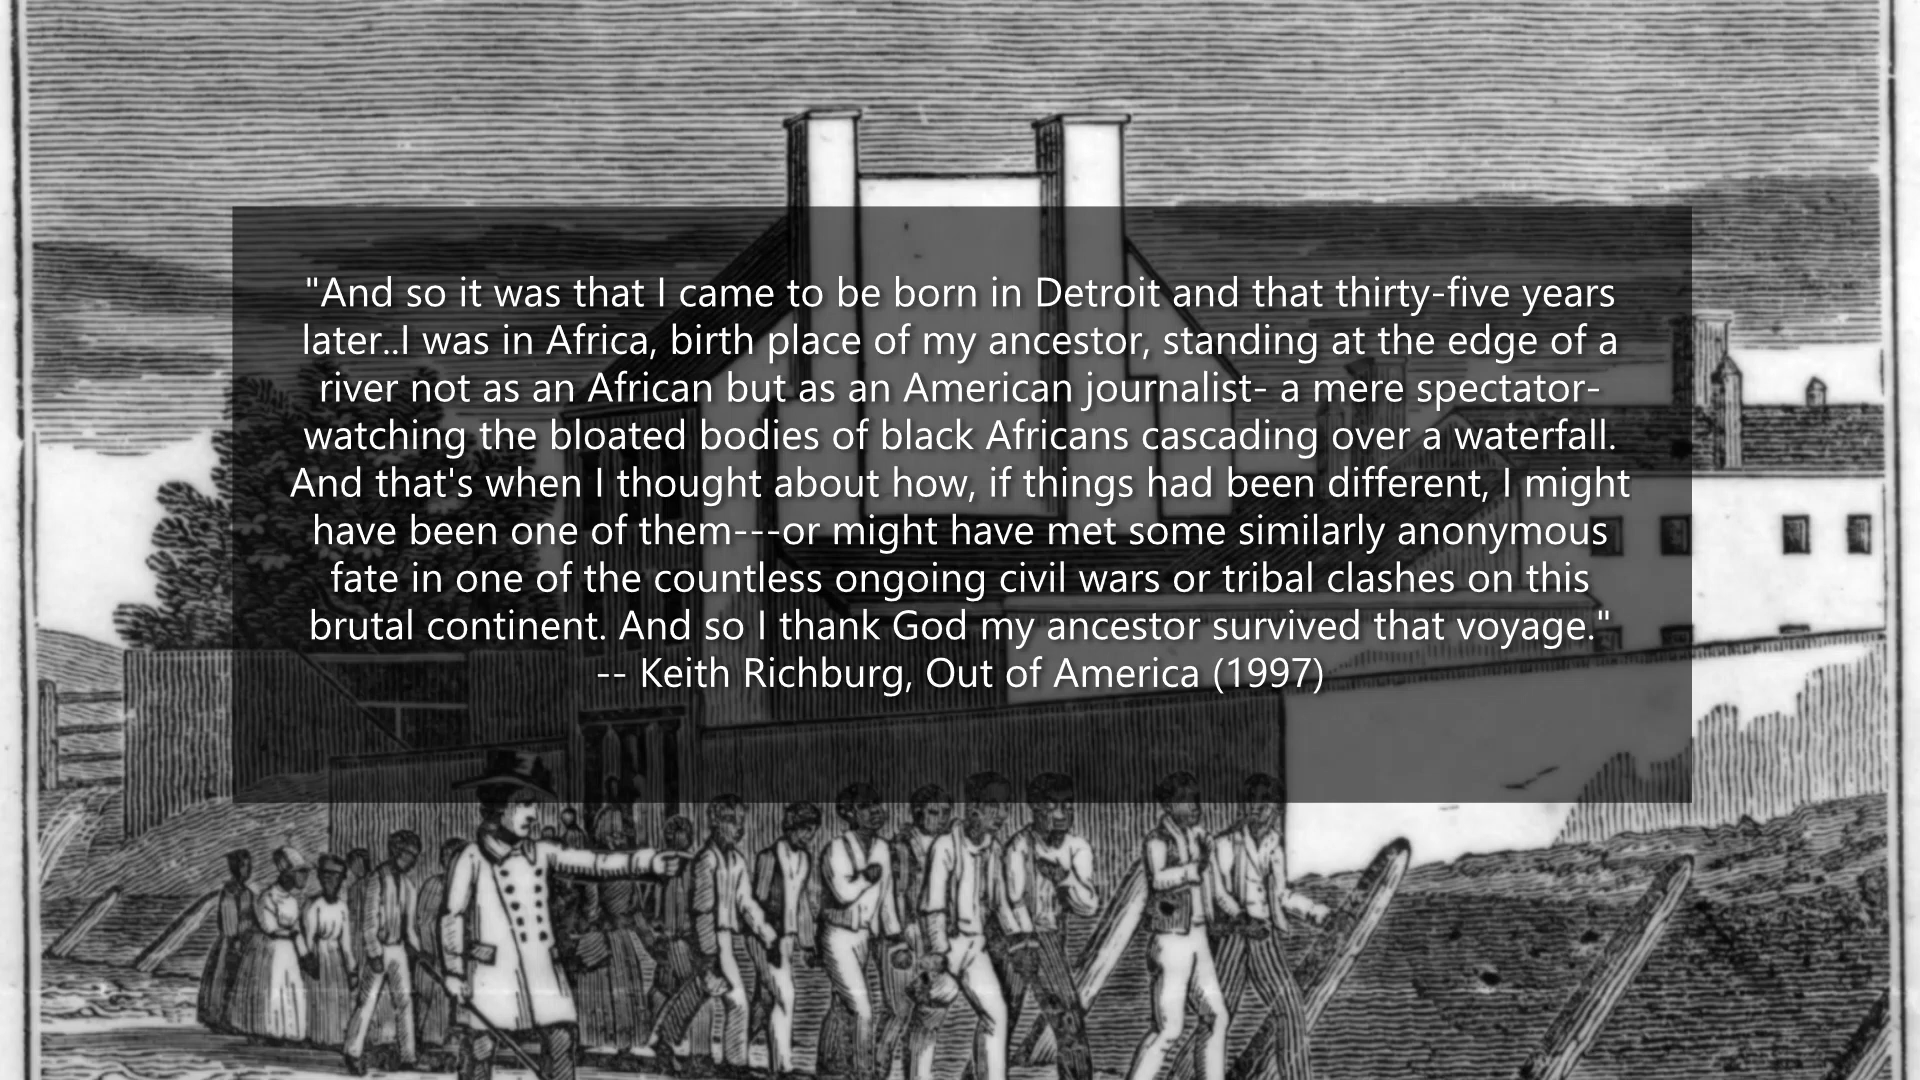 "And so it was that I came to be born in Detroit and that thirty-five years
later..I was in Africa, birth place of my ancestor, standing at the edge of a
river not as an African but as an American journalist- a mere spectator-
watching the bloated bodies of black Africans cascading over a waterfall.
And that's when I thought about how, if things had been different, I might
have been one of them---or might have met some similarly anonymous
fate in one of the countless ongoing civil wars or tribal clashes on this
brutal continent. And so I thank God my ancestor survived that voyage."
-- Keith Richburg, Out of America (1997)